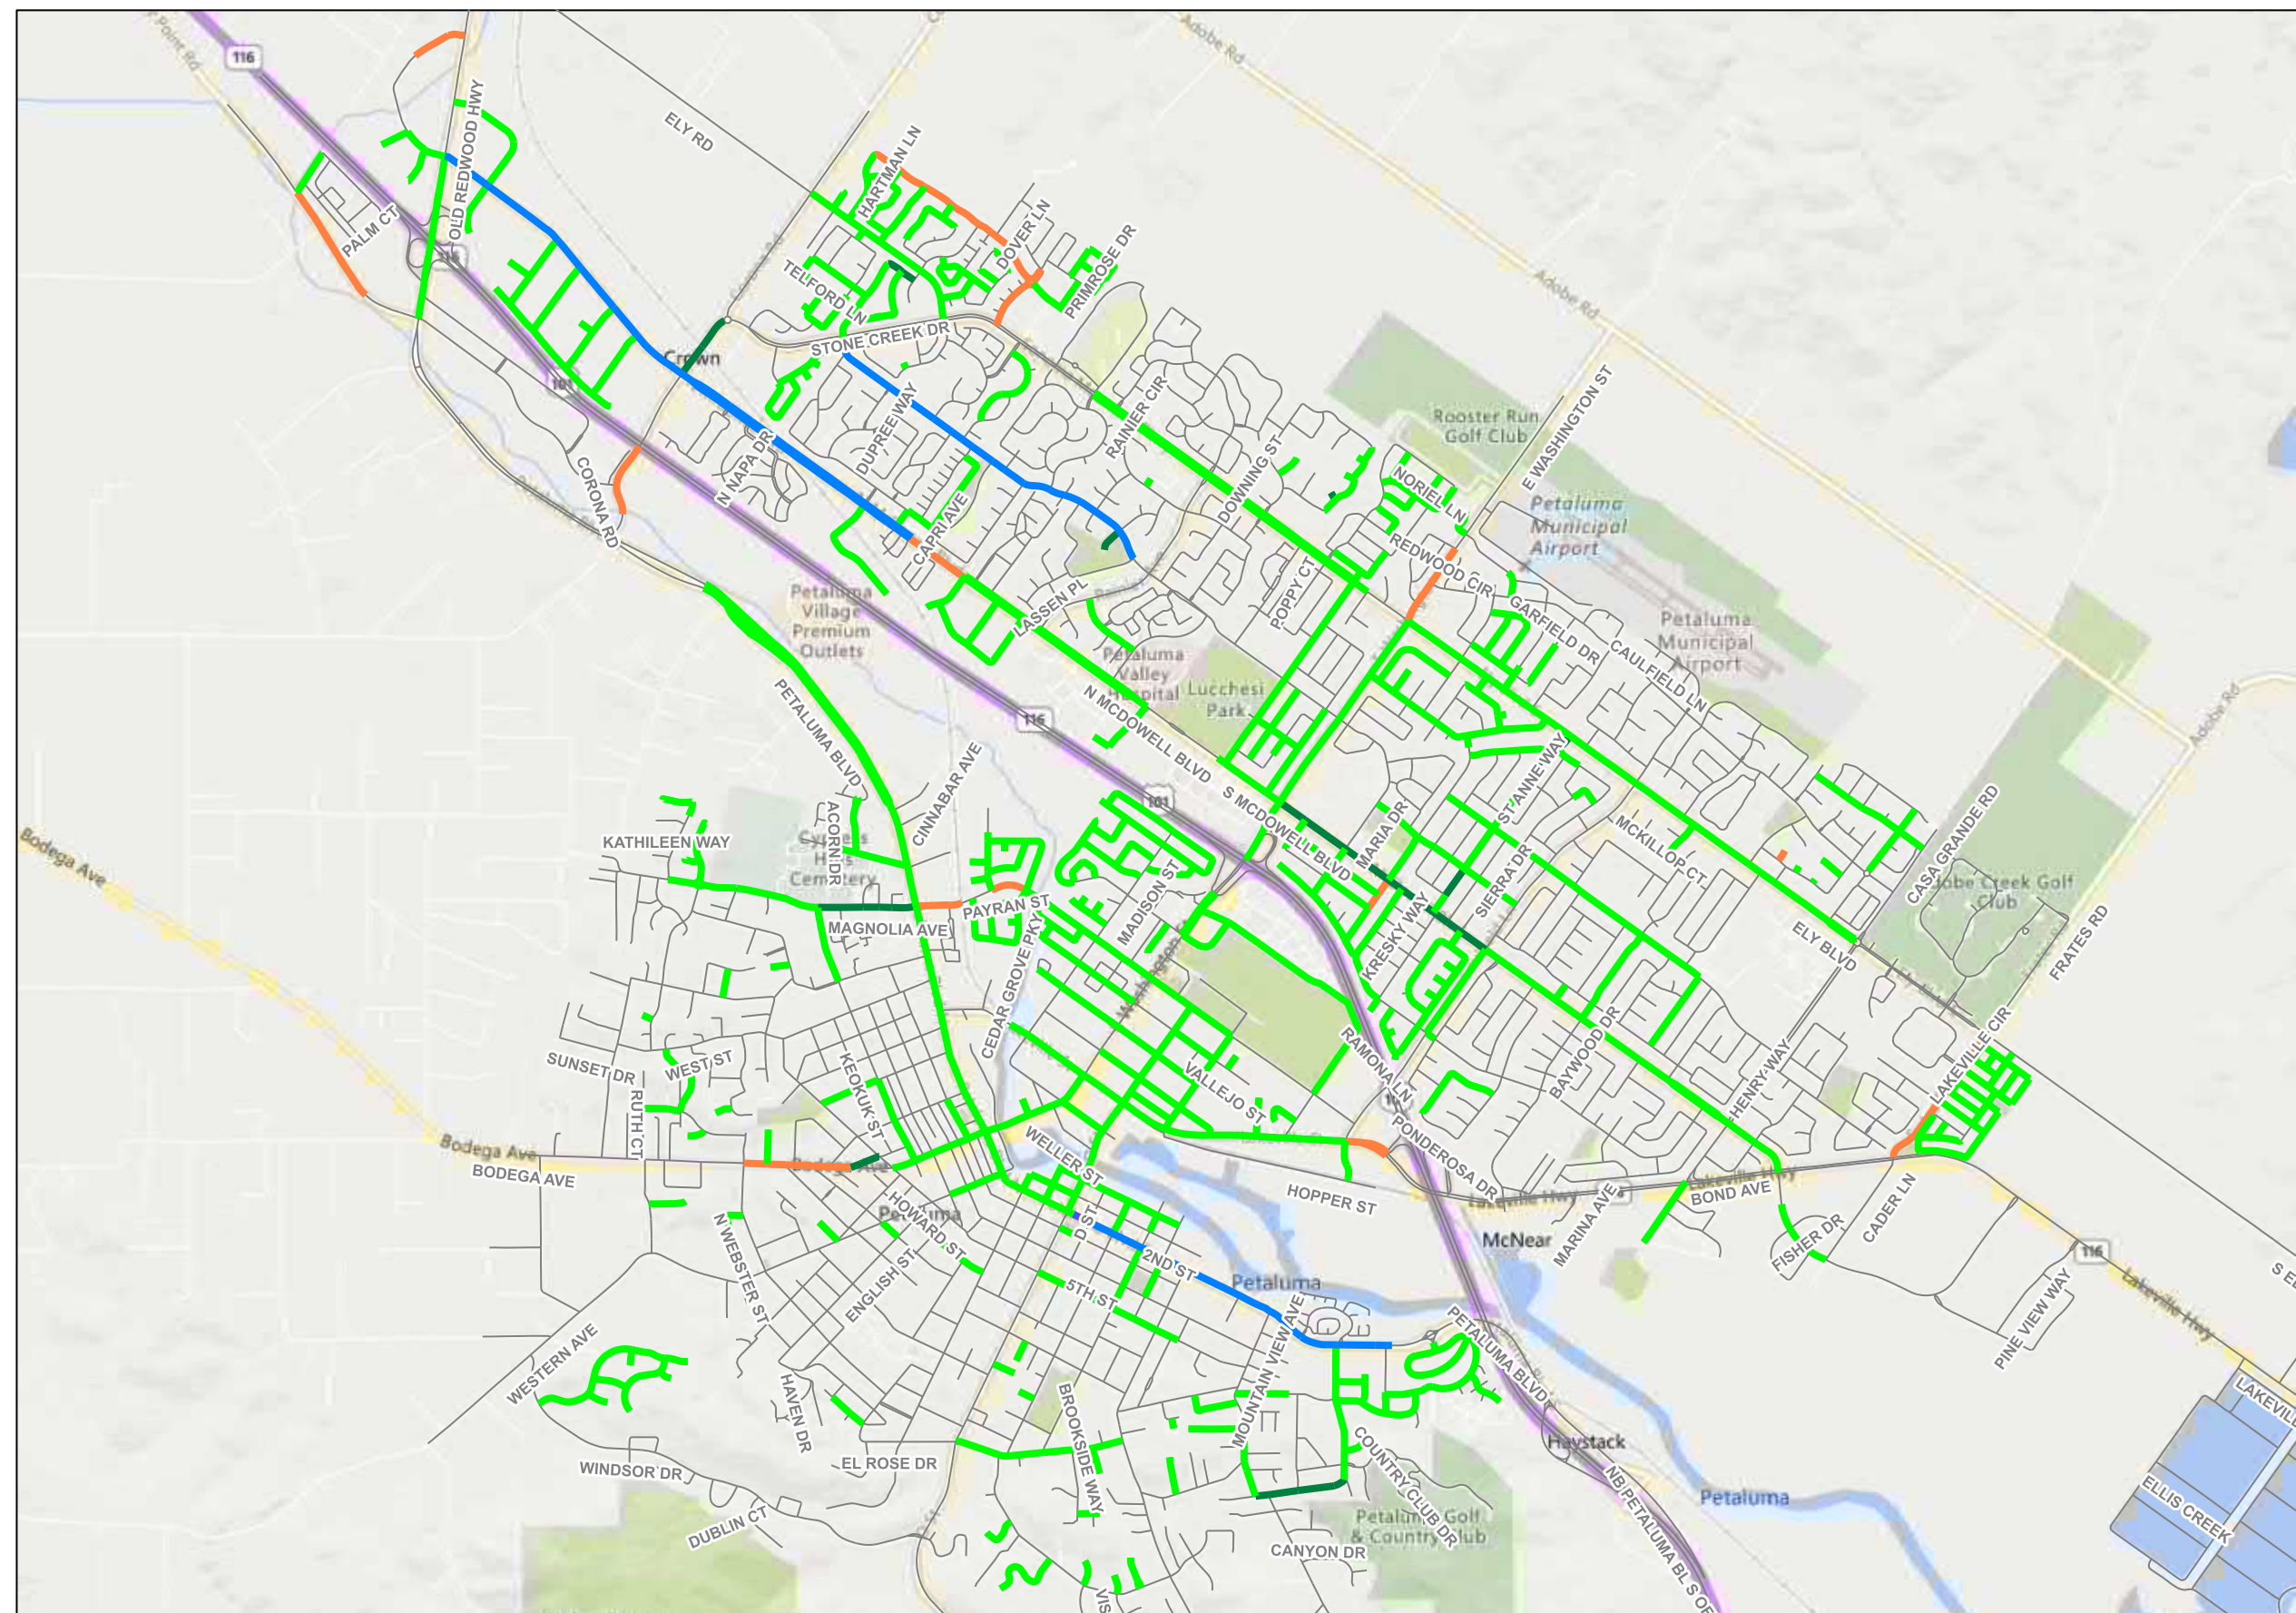 Point Rd
116
Adobe Rd
OLD REDWOOD HWY
ELY RD
HARTMAN LN
PALM CT
116
DOVER LN
PRIMROSE DR
TELFORD LN
STONE CREEK DR
Adobe Rd
Crown
101
DUPREE WAY
RAINIER CIR
E WASHINGTON ST
Rooster Run
Golf Club
N NAPA DR
CORONA RD
CAPRI AVE
DOWNING ST
NORIEL LN
Petaluma
Municipal
Airport
REDWOOD CIR
POPPY CT
LASSEN PL
GARFIELD DR
CAULFIELD LN
Petaluma
Municipal
Airport
Petaluma
Village
Premium
Outlets
Petaluma
Valley
Hospital
Lucchesi
Park
PETALUMA BLVD
116
N MCDOWELL BLVD
Adobe Rd
101
S MCDOWELL BLVD
ST ANNE WAY
CINNABAR AVE
ACORN DR
KATHILEEN WAY
Cypress
Hills
Cemetery
MARIA DR
MCKILLOP CT
CASA GRANDE RD
SIERRA DR
Adobe Creek Golf
Club
Bodega Ave
MADISON ST
PAYRAN ST
MAGNOLIA AVE
KRESKY WAY
ELY BLVD
FRATES RD
CEDAR GROVE PKY
Washington
SUNSET DR
WEST ST
KEOKUK ST
RUTH CT
VALLEJO ST
RAMONA LN
BAYWOOD DR
HENRY WAY
LAKEVILLE CIR
Bodega Ave
BODEGA AVE
Bodega Ave
WELLER ST
PONDEROSA DR
HOPPER ST
Lakeville Hwy
Lakeville Hwy
BOND AVE
CADER LN
MARINA AVE
FISHER DR
McNear
116
HOWARD ST
Petaluma
D ST
N WEBSTER ST
ENGLISH ST
2ND ST
5TH ST
Petaluma
MOUNTAIN VIEW AVE
PETALUMA BLVD
PINE VIEW WAY
Lakeville Hwy
WESTERN AVE
HAVEN DR
BROOKSIDE WAY
EL ROSE DR
WINDSOR DR
DUBLIN CT
COUNTRY CLUB DR
Haystack
NB PETALUMA BL S OF
Petaluma
Petaluma Golf
& Country Club
CANYON DR
ELLIS CREEK